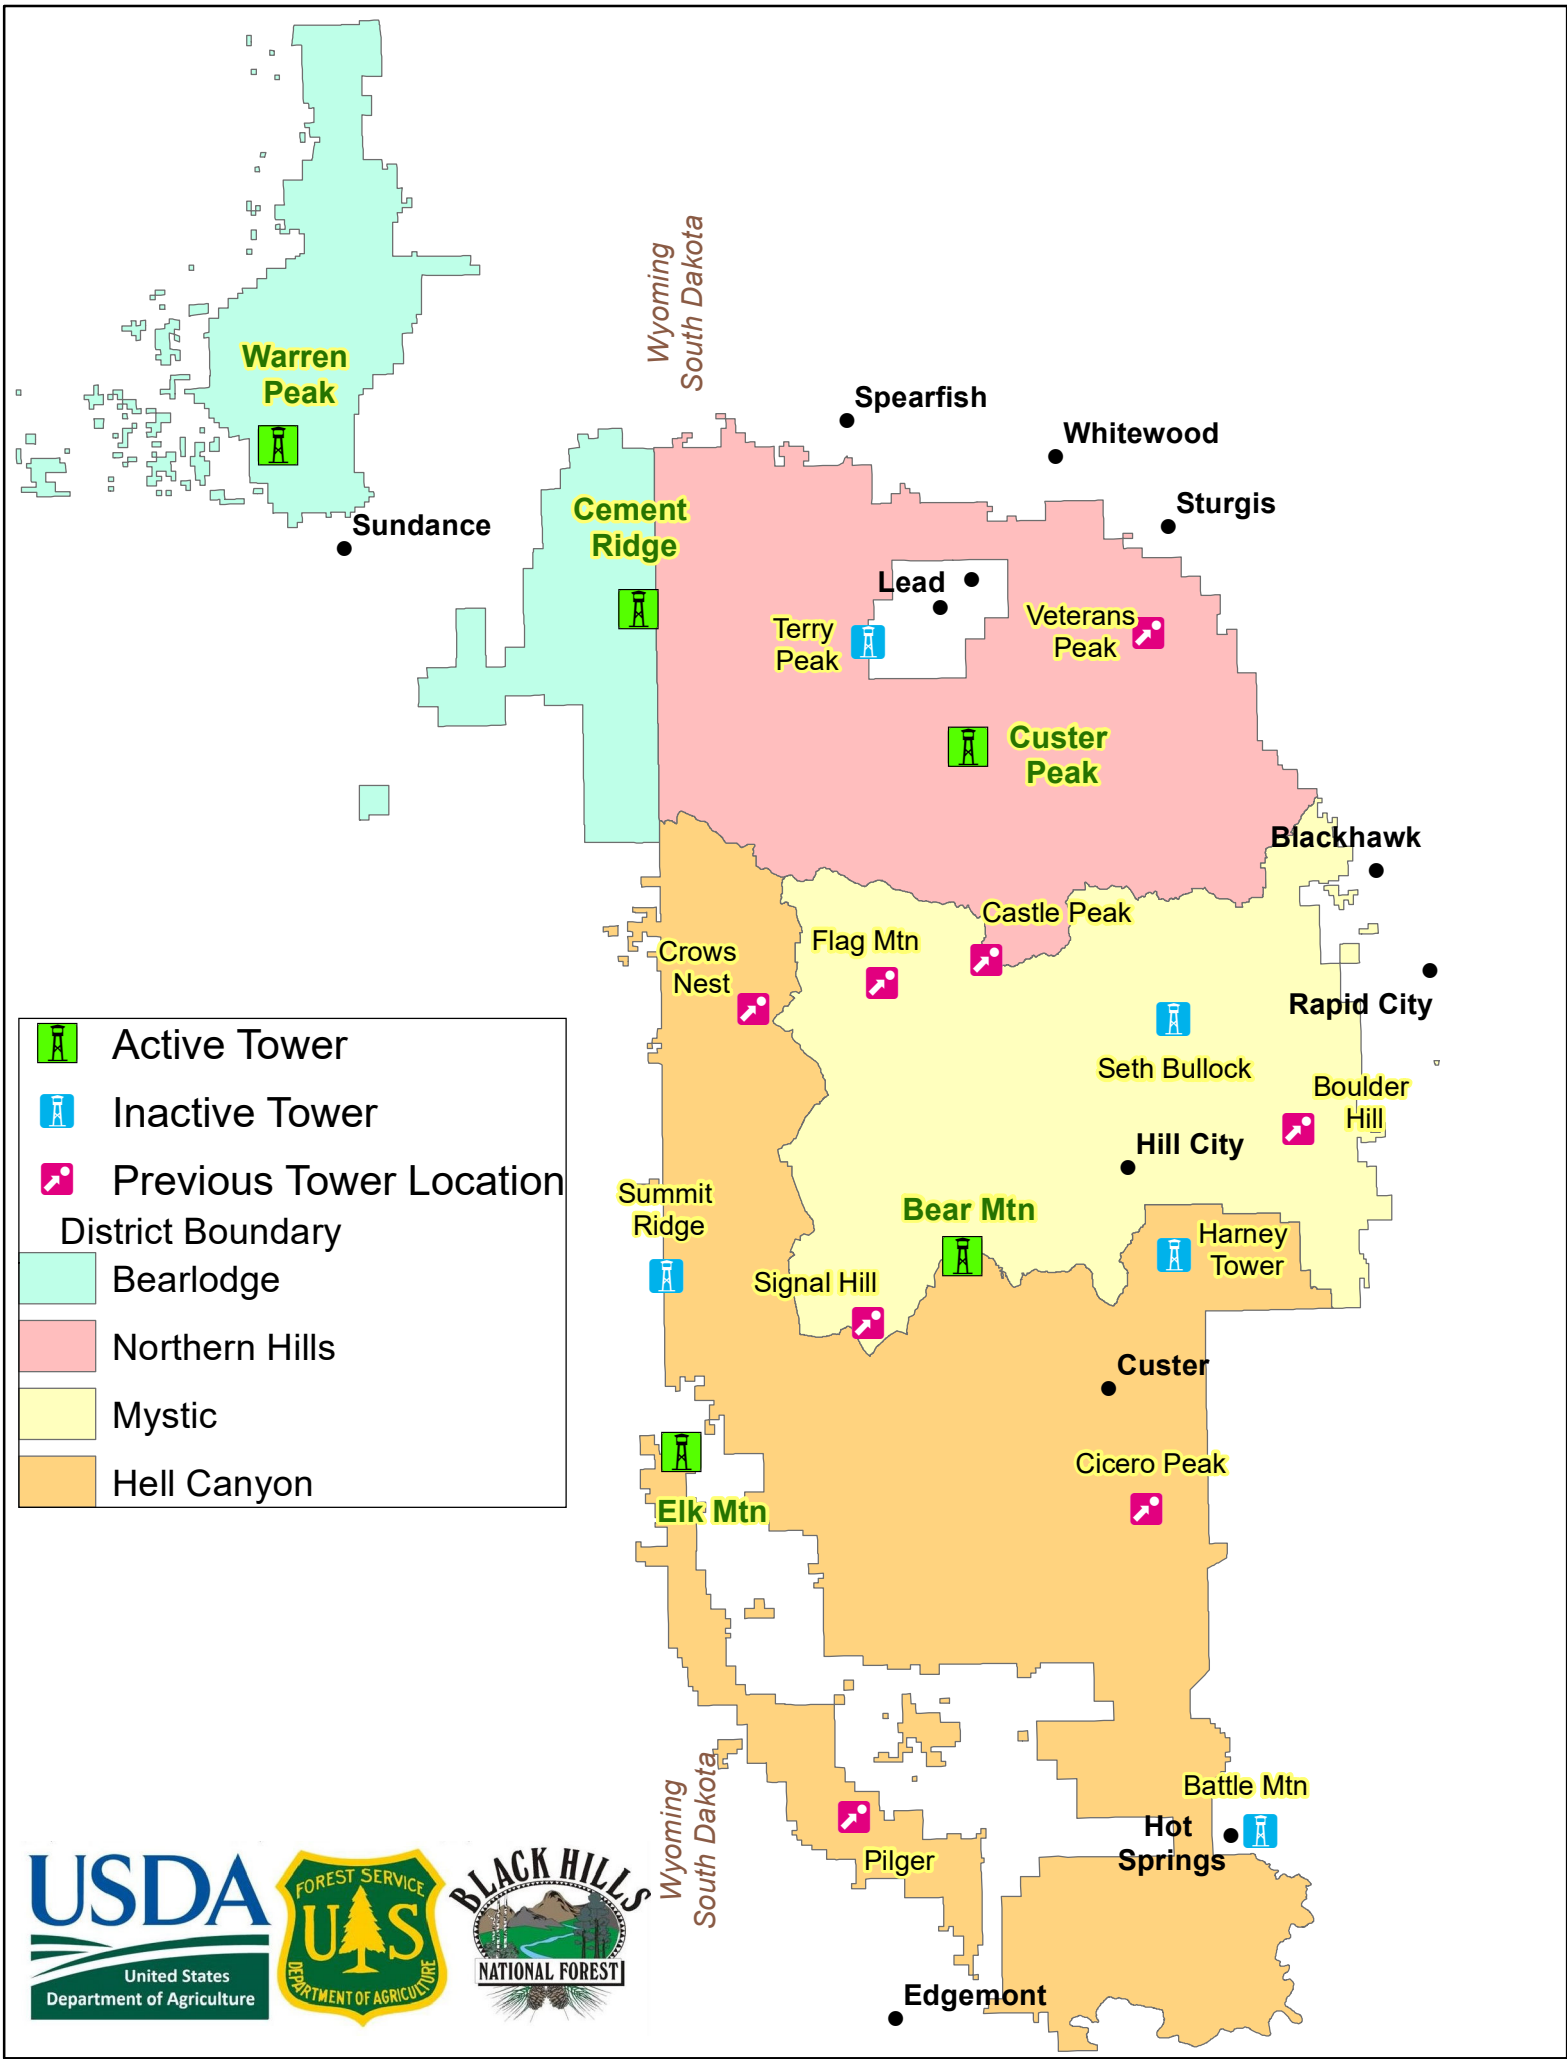 Wyoming
South Dakota
Warren
Peak
Spearfish
Whitewood
Sturgis
Cement
Ridge
Sundance
Lead
Terry
Peak
Veterans
Peak
Custer
Peak
Blackhawk
Castle Peak
Flag Mtn
Crows
Nest
Rapid City
Seth Bullock
Boulder
Hill
Hill City
Summit
Ridge
Bear Mtn
Harney
Tower
Signal Hill
Custer
Cicero Peak
Elk Mtn
Active Tower
Inactive Tower
Previous Tower Location
District Boundary
Bearlodge
Northern Hills
Mystic
Hell Canyon
Wyoming
South Dakota
Battle Mtn
Hot
Springs
Pilger
Edgemont
USDA
United States
Department of Agriculture
FOREST SERVICE
U S
DEPARTMENT OF AGRICULTURE
BLACK HILLS
NATIONAL FOREST